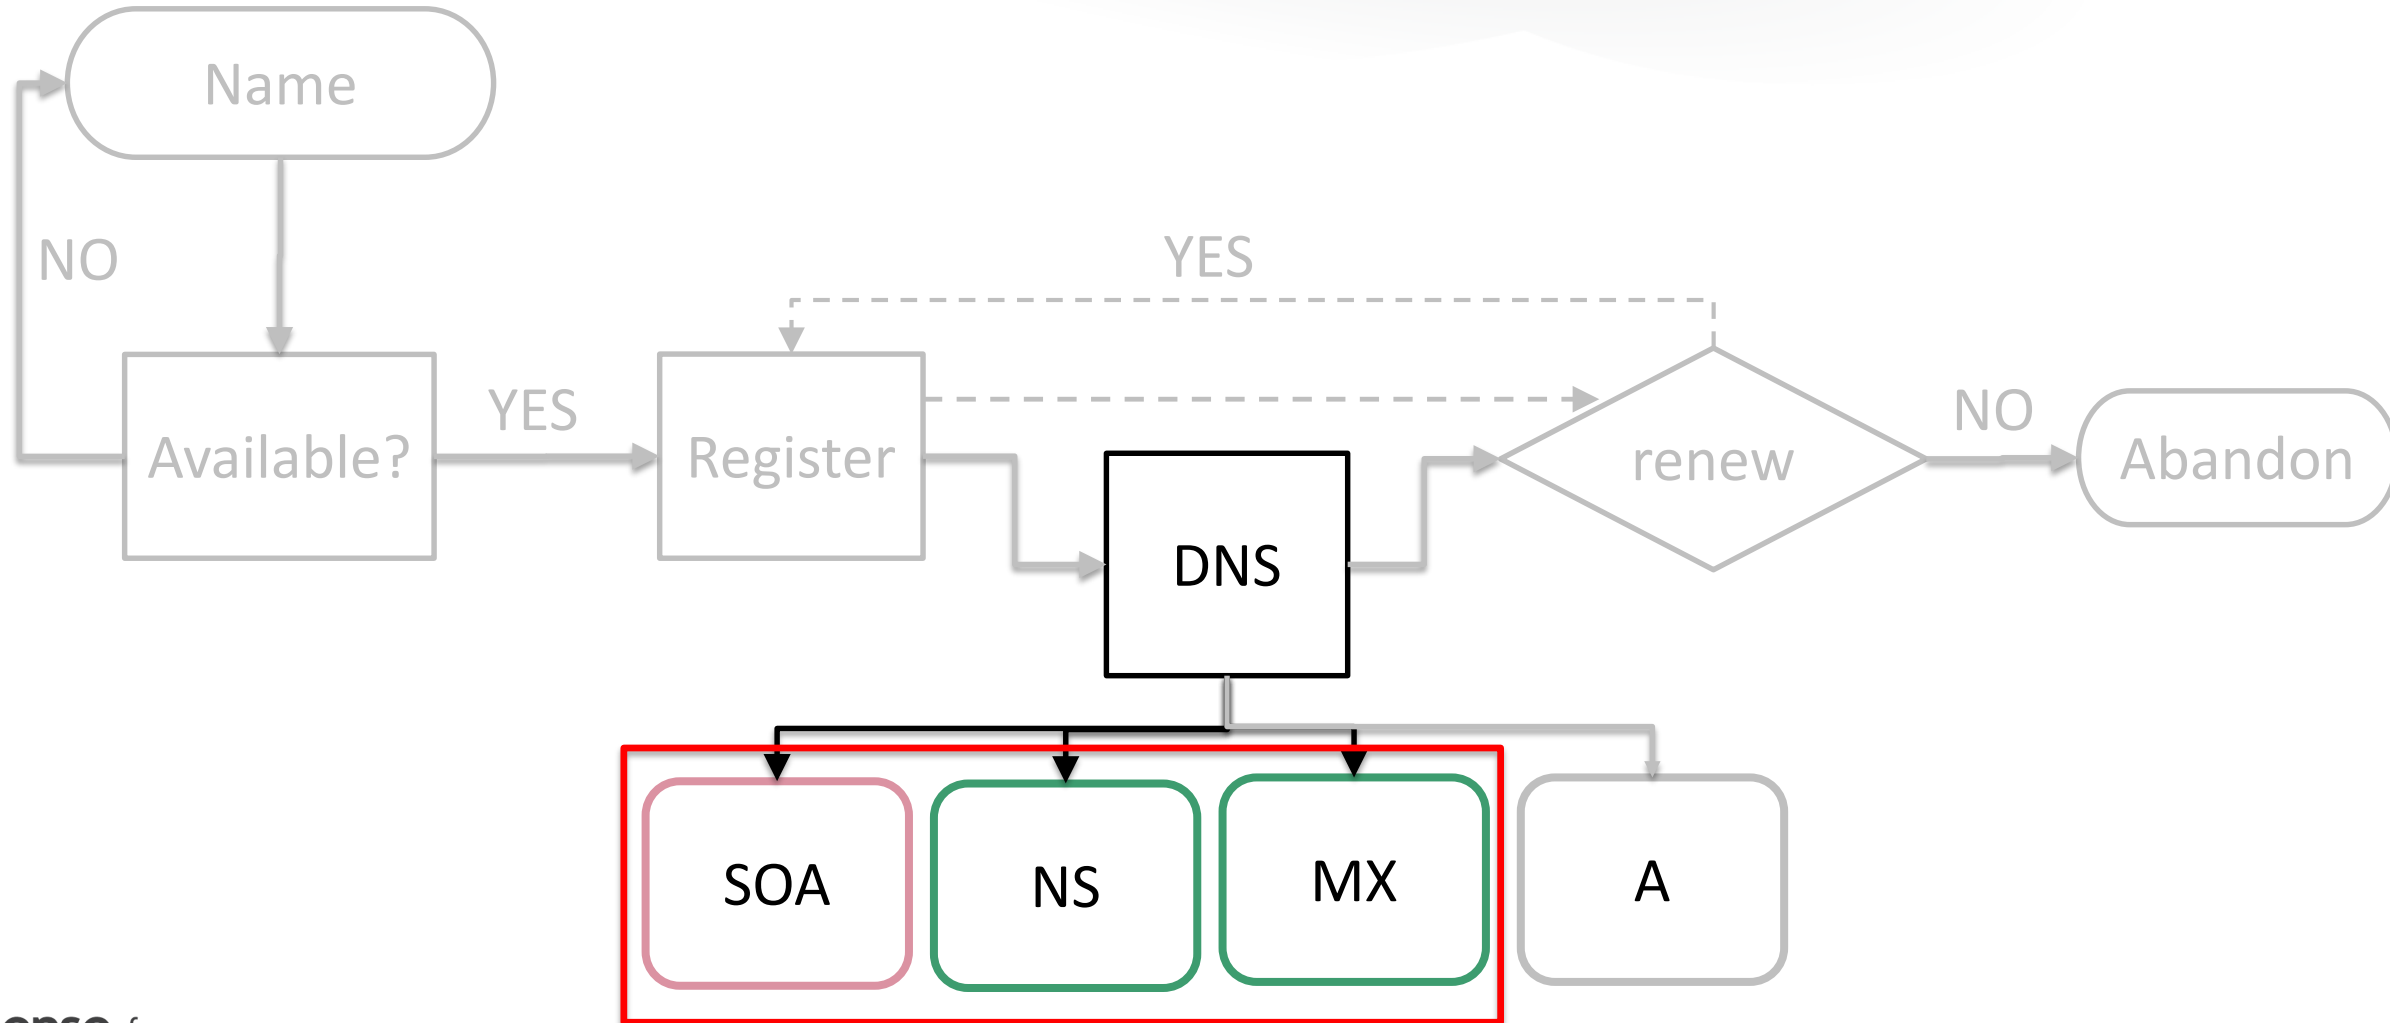 Name
NO
YES
YES
NO
Available?
Register
renew
Abandon
DNS
SOA
NS
MX
A